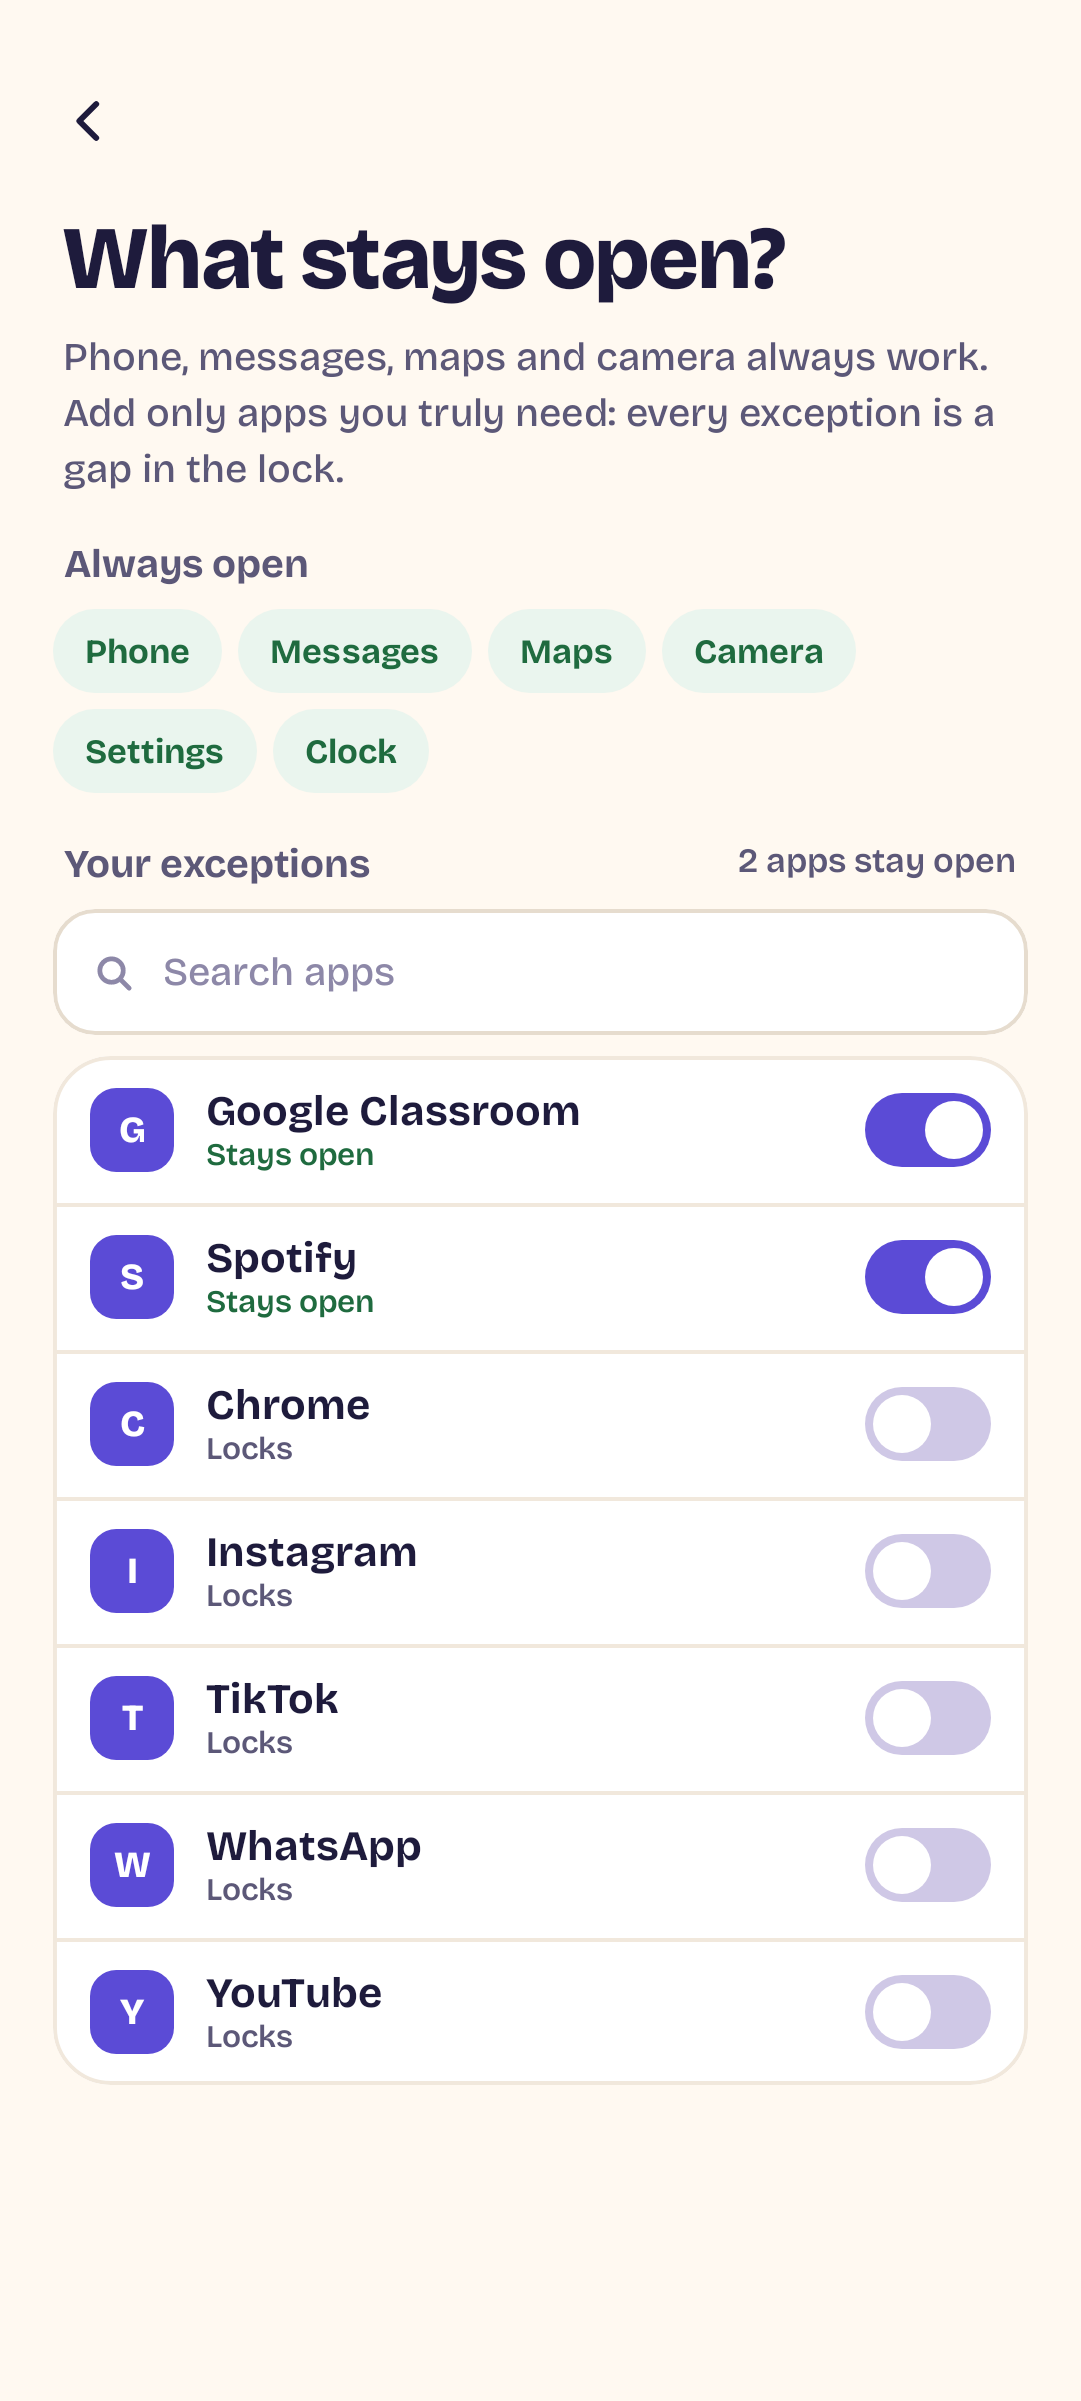 What stays open?
Phone, messages, maps and camera always work.
Add only apps you truly need: every exception is a
gap in the lock.
Always open
Phone Messages Maps Camera
Settings Clock
Your exceptions 2 apps stay open
Search apps
G Google Classroom
Stays open
S Spotify
Stays open
C Chrome
Locks
I Instagram
Locks
T TikTok
Locks
W WhatsApp
Locks
Y YouTube
Locks